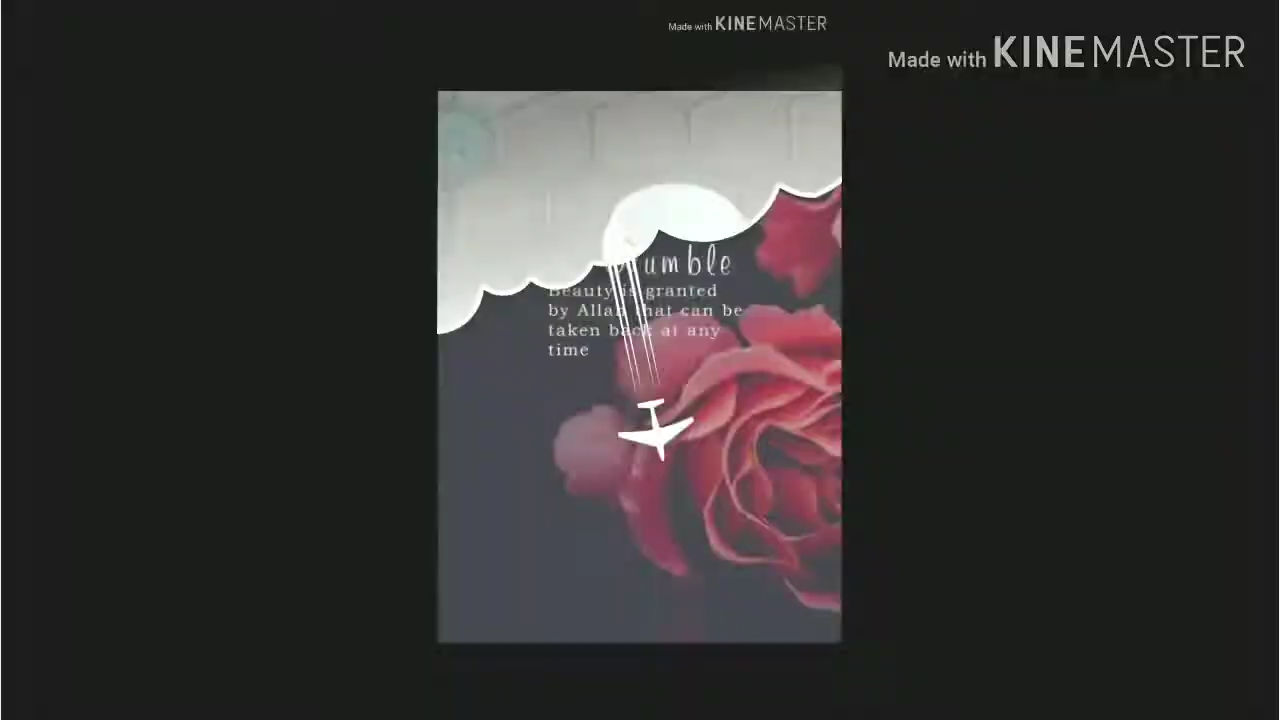 Made with KINEMASTER
Made with KINEMASTER
umble
Beauty is granted
by Allah that can be
taken back at any
time